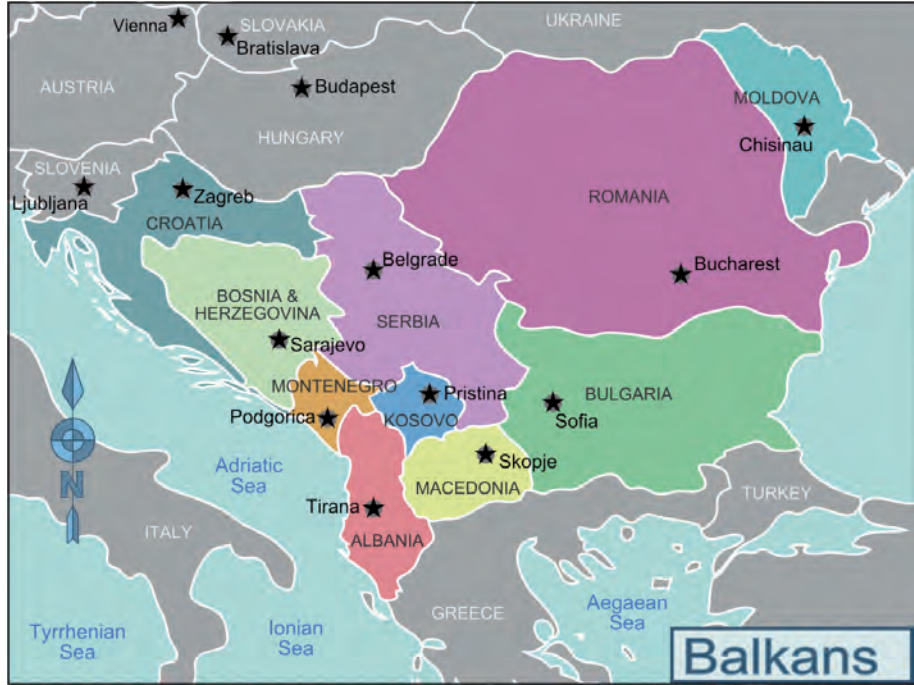 UKRAINE
Vienna
SLOVAKIA
Bratislava
AUSTRIA
Budapest
MOLDOVA
HUNGARY
Chisinau
SLOVENIA
Ljubljana
Zagreb
ROMANIA
CROATIA
Belgrade
Bucharest
BOSNIA &
HERZEGOVINA
SERBIA
Sarajevo
MONTENEGRO
Pristina
BULGARIA
Podgorica
KOSOVO
Sofia
Adriatic
Sea
Skopje
MACEDONIA
TURKEY
N
Tirana
ITALY
ALBANIA
Aegaean
Sea
GREECE
Tyrrhenian
Sea
Ionian
Sea
Balkans